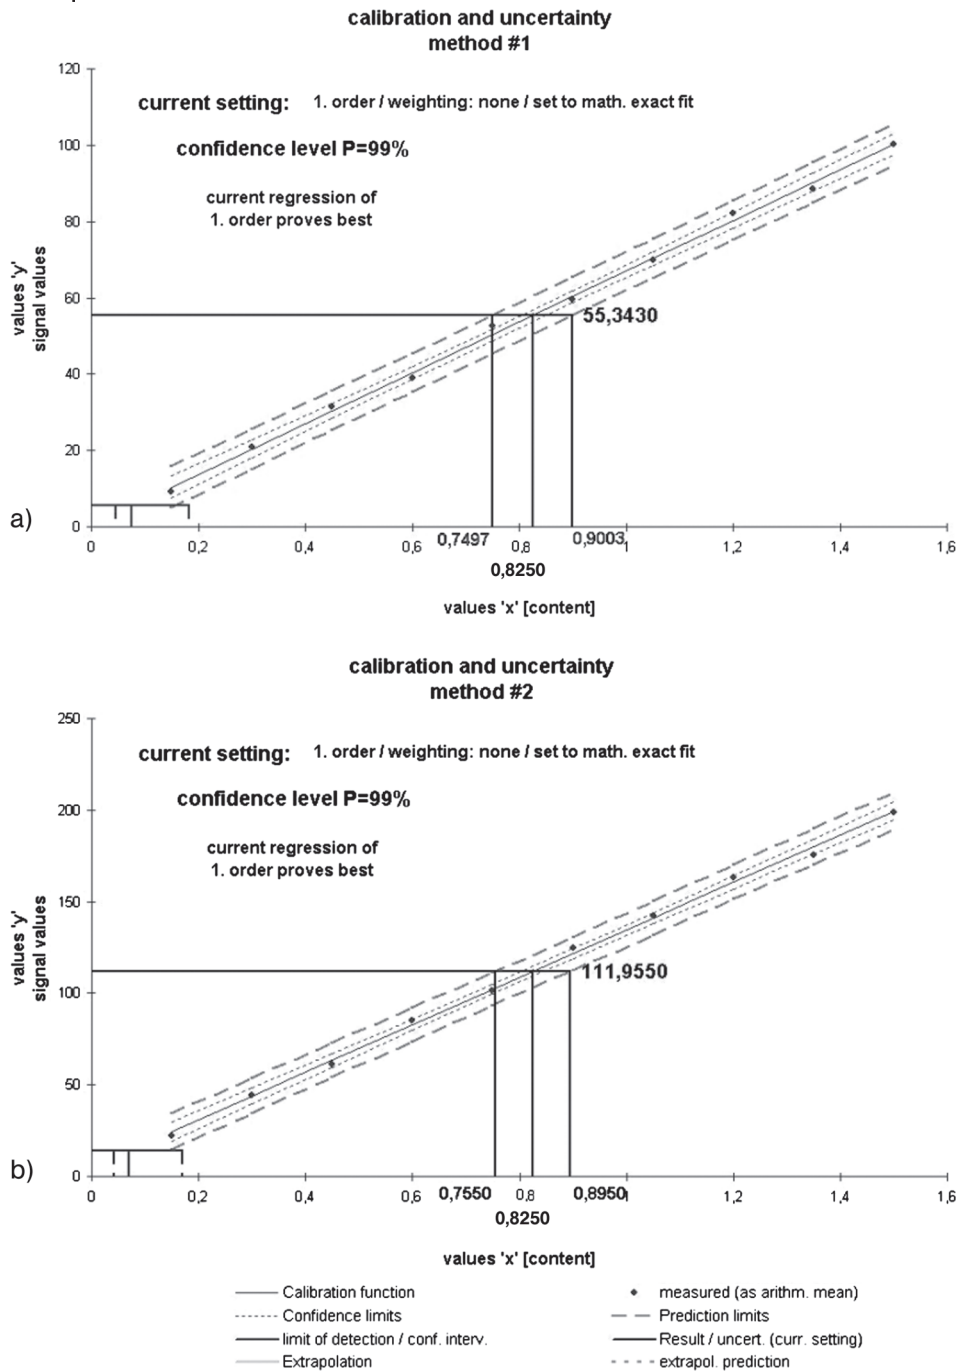 calibration and uncertainty
method #1
120
current setting: 1. order / weighting: none / set to math. exact fit
confidence level P=99%
100
current regression of
1. order proves best
80
values 'y'
signal values
60
55,3430
40
20
a)
0
0 0,2 0,4 0,6 0,7497 0,8 0,9003 1 1,2 1,4 1,6
0,8250
values 'x' [content]
calibration and uncertainty
method #2
250
current setting: 1. order / weighting: none / set to math. exact fit
confidence level P=99%
200
current regression of
1. order proves best
150
values 'y'
signal values
111,9550
100
50
b)
0
0 0,2 0,4 0,6 0,7550 0,8 0,8950 1 1,2 1,4 1,6
0,8250
values 'x' [content]
Calibration function measured (as arithm. mean)
Confidence limits Prediction limits
limit of detection / conf. interv. Result / uncert. (curr. setting)
Extrapolation extrapol. prediction